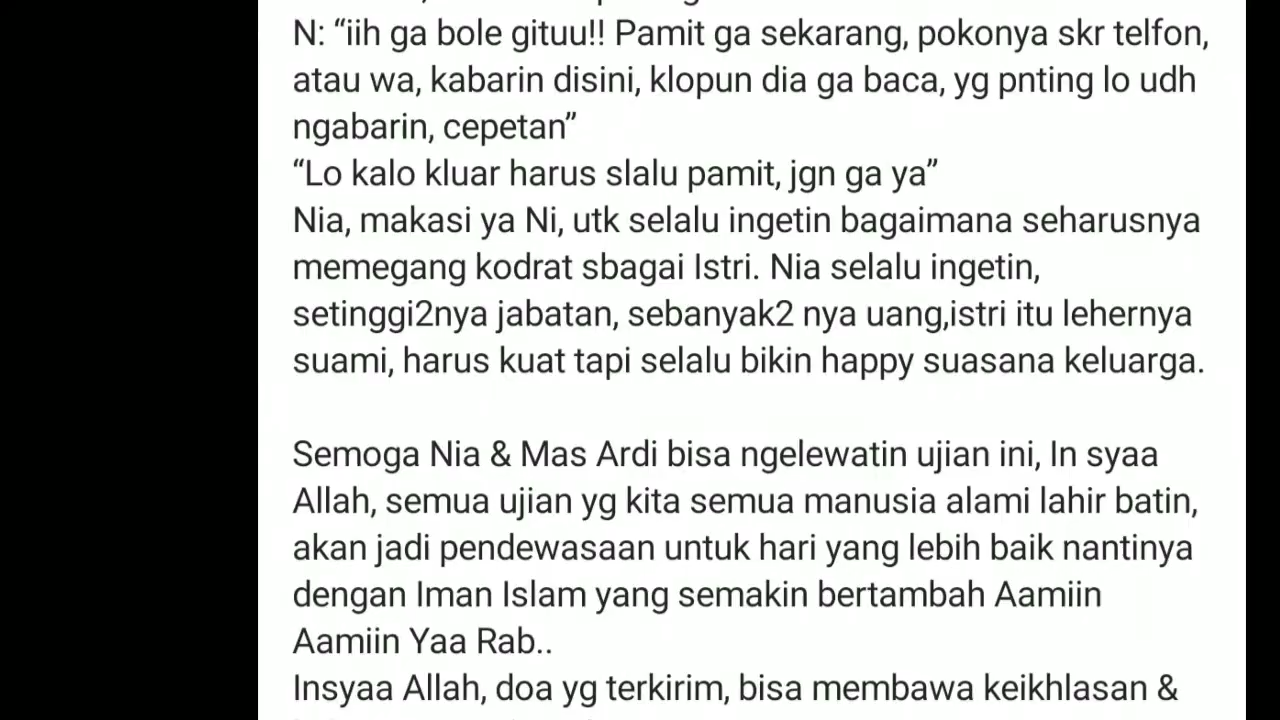 N: “iih ga bole gituu!! Pamit ga sekarang, pokonya skr telfon,
atau wa, kabarin disini, klopun dia ga baca, yg pnting lo udh
ngabarin, cepetan”
“Lo kalo kluar harus slalu pamit, jgn ga ya”
Nia, makasi ya Ni, utk selalu ingetin bagaimana seharusnya
memegang kodrat sbagai Istri. Nia selalu ingetin,
setinggi2nya jabatan, sebanyak2 nya uang,istri itu lehernya
suami, harus kuat tapi selalu bikin happy suasana keluarga.
Semoga Nia & Mas Ardi bisa ngelewatin ujian ini, In syaa
Allah, semua ujian yg kita semua manusia alami lahir batin,
akan jadi pendewasaan untuk hari yang lebih baik nantinya
dengan Iman Islam yang semakin bertambah Aamiin
Aamiin Yaa Rab..
Insyaa Allah, doa yg terkirim, bisa membawa keikhlasan &